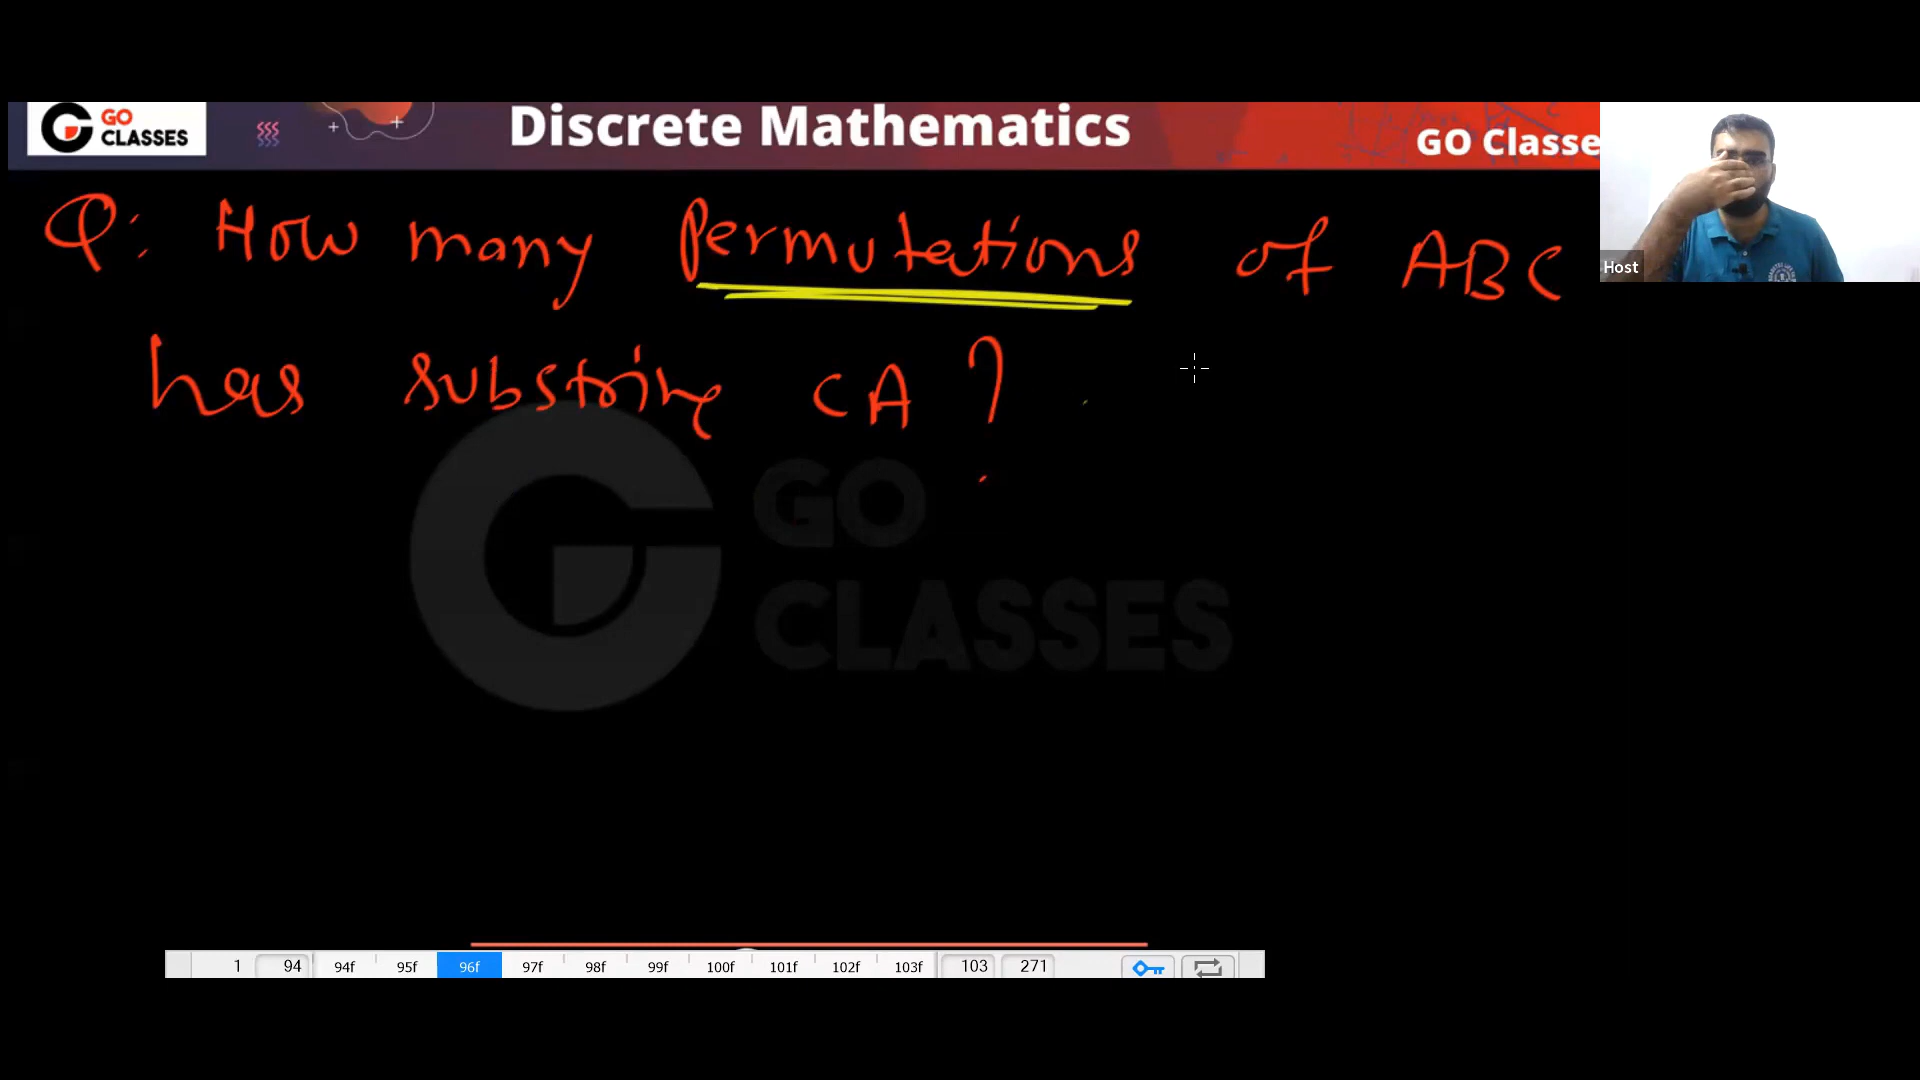 GO CLASSES
Discrete Mathematics
GO Classe
Host
Q: How many Permutations of ABC
has substring CA ?
GO
CLASSES
1 94 94f 95f 96f 97f 98f 99f 100f 101f 102f 103f 103 271